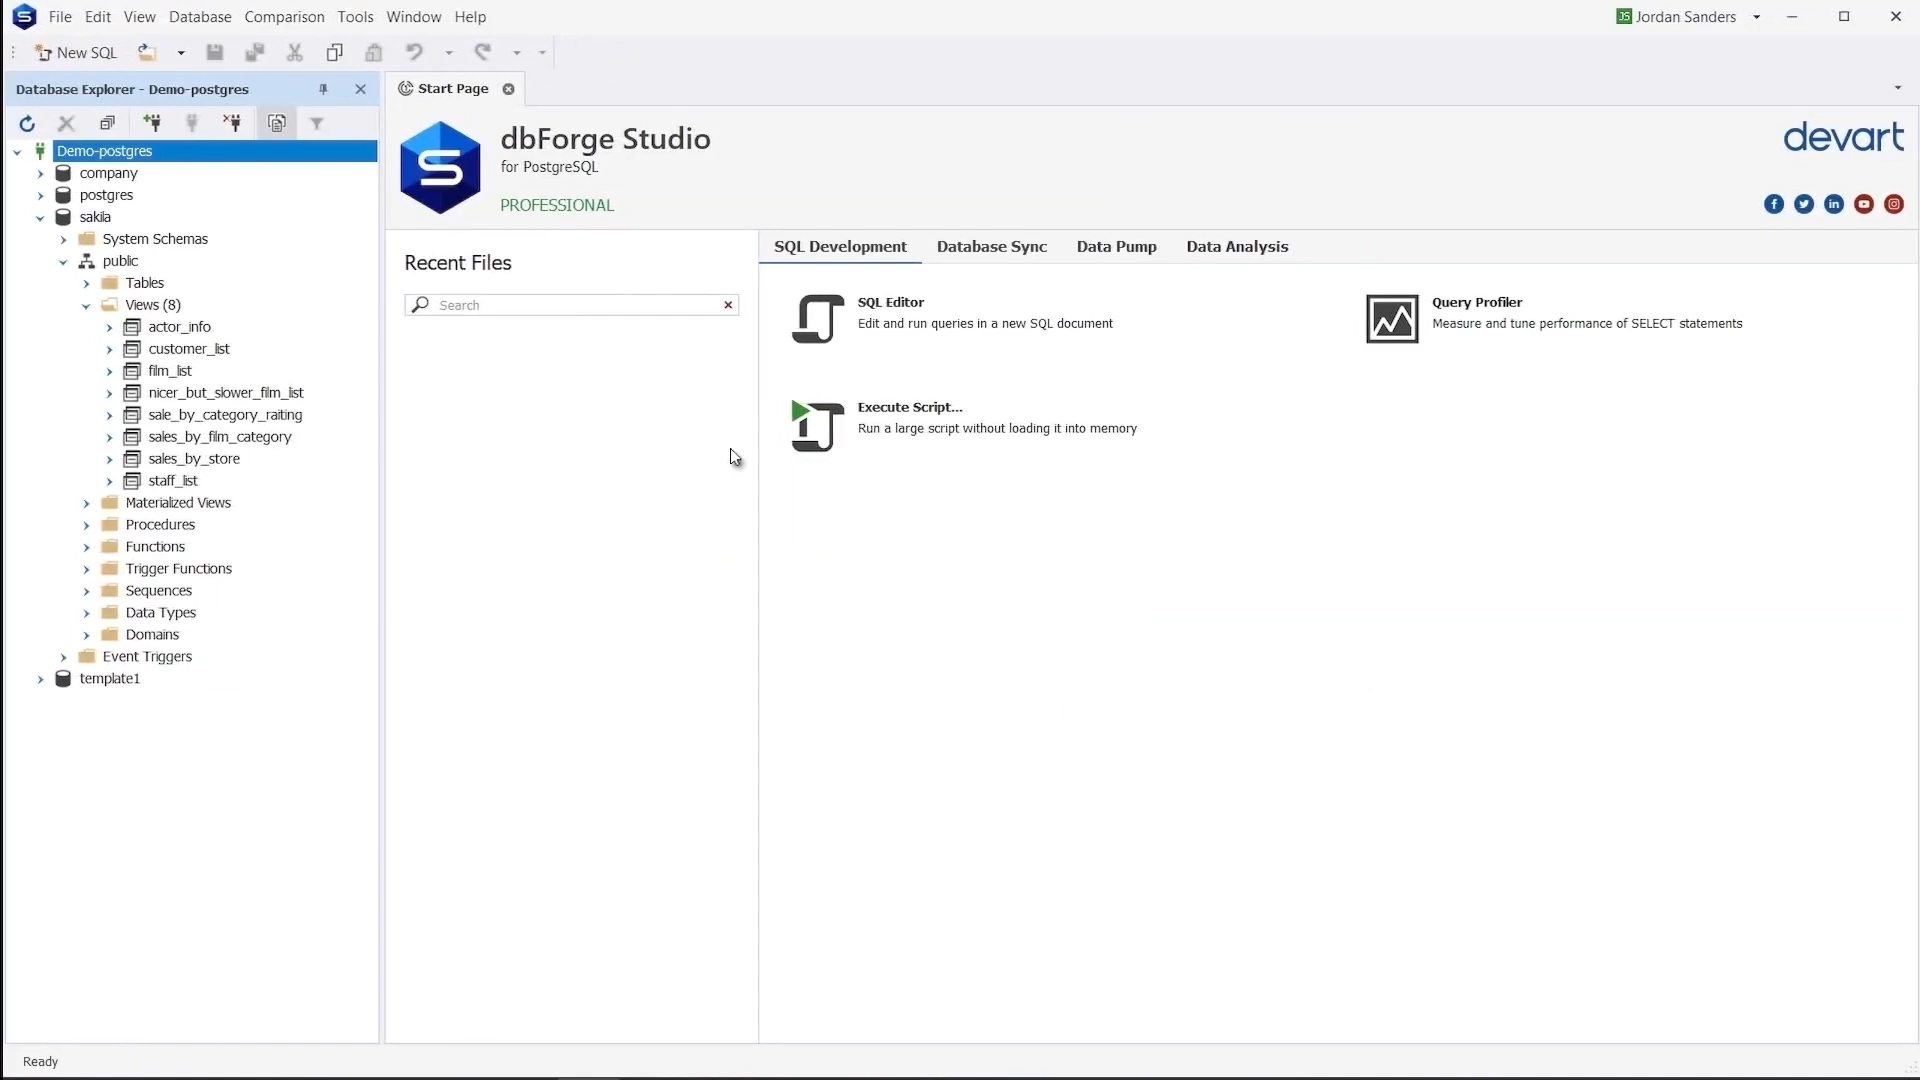 File Edit View Database Comparison Tools Window Help
JS Jordan Sanders
New SQL
Database Explorer - Demo-postgres
Start Page
Demo-postgres
company
postgres
sakila
System Schemas
public
Tables
Views (8)
actor_info
customer_list
film_list
nicer_but_slower_film_list
sale_by_category_raiting
sales_by_film_category
sales_by_store
staff_list
Materialized Views
Procedures
Functions
Trigger Functions
Sequences
Data Types
Domains
Event Triggers
template1
dbForge Studio
for PostgreSQL
PROFESSIONAL
devart
Recent Files
Search
SQL Development Database Sync Data Pump Data Analysis
SQL Editor
Edit and run queries in a new SQL document
Query Profiler
Measure and tune performance of SELECT statements
Execute Script...
Run a large script without loading it into memory
Ready